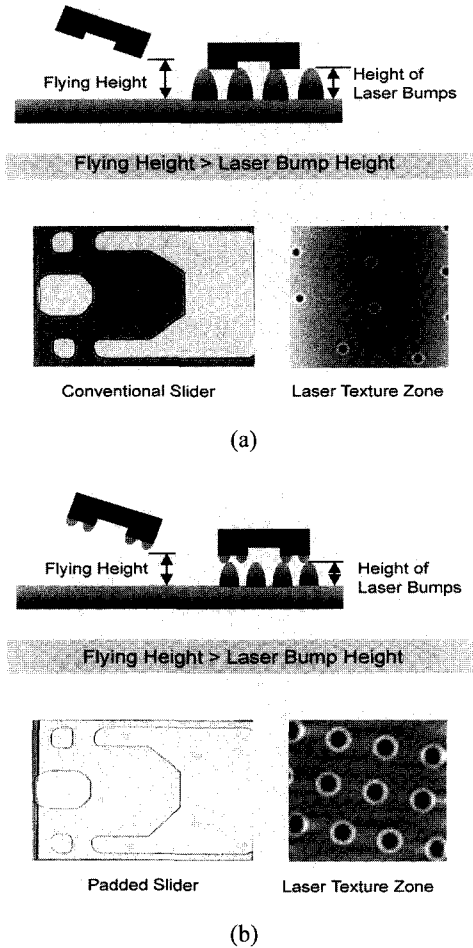 Flying Height
Height of
Laser Bumps
Flying Height > Laser Bump Height
Conventional Slider
Laser Texture Zone
(a)
Flying Height
Height of
Laser Bumps
Flying Height > Laser Bump Height
Padded Slider
Laser Texture Zone
(b)